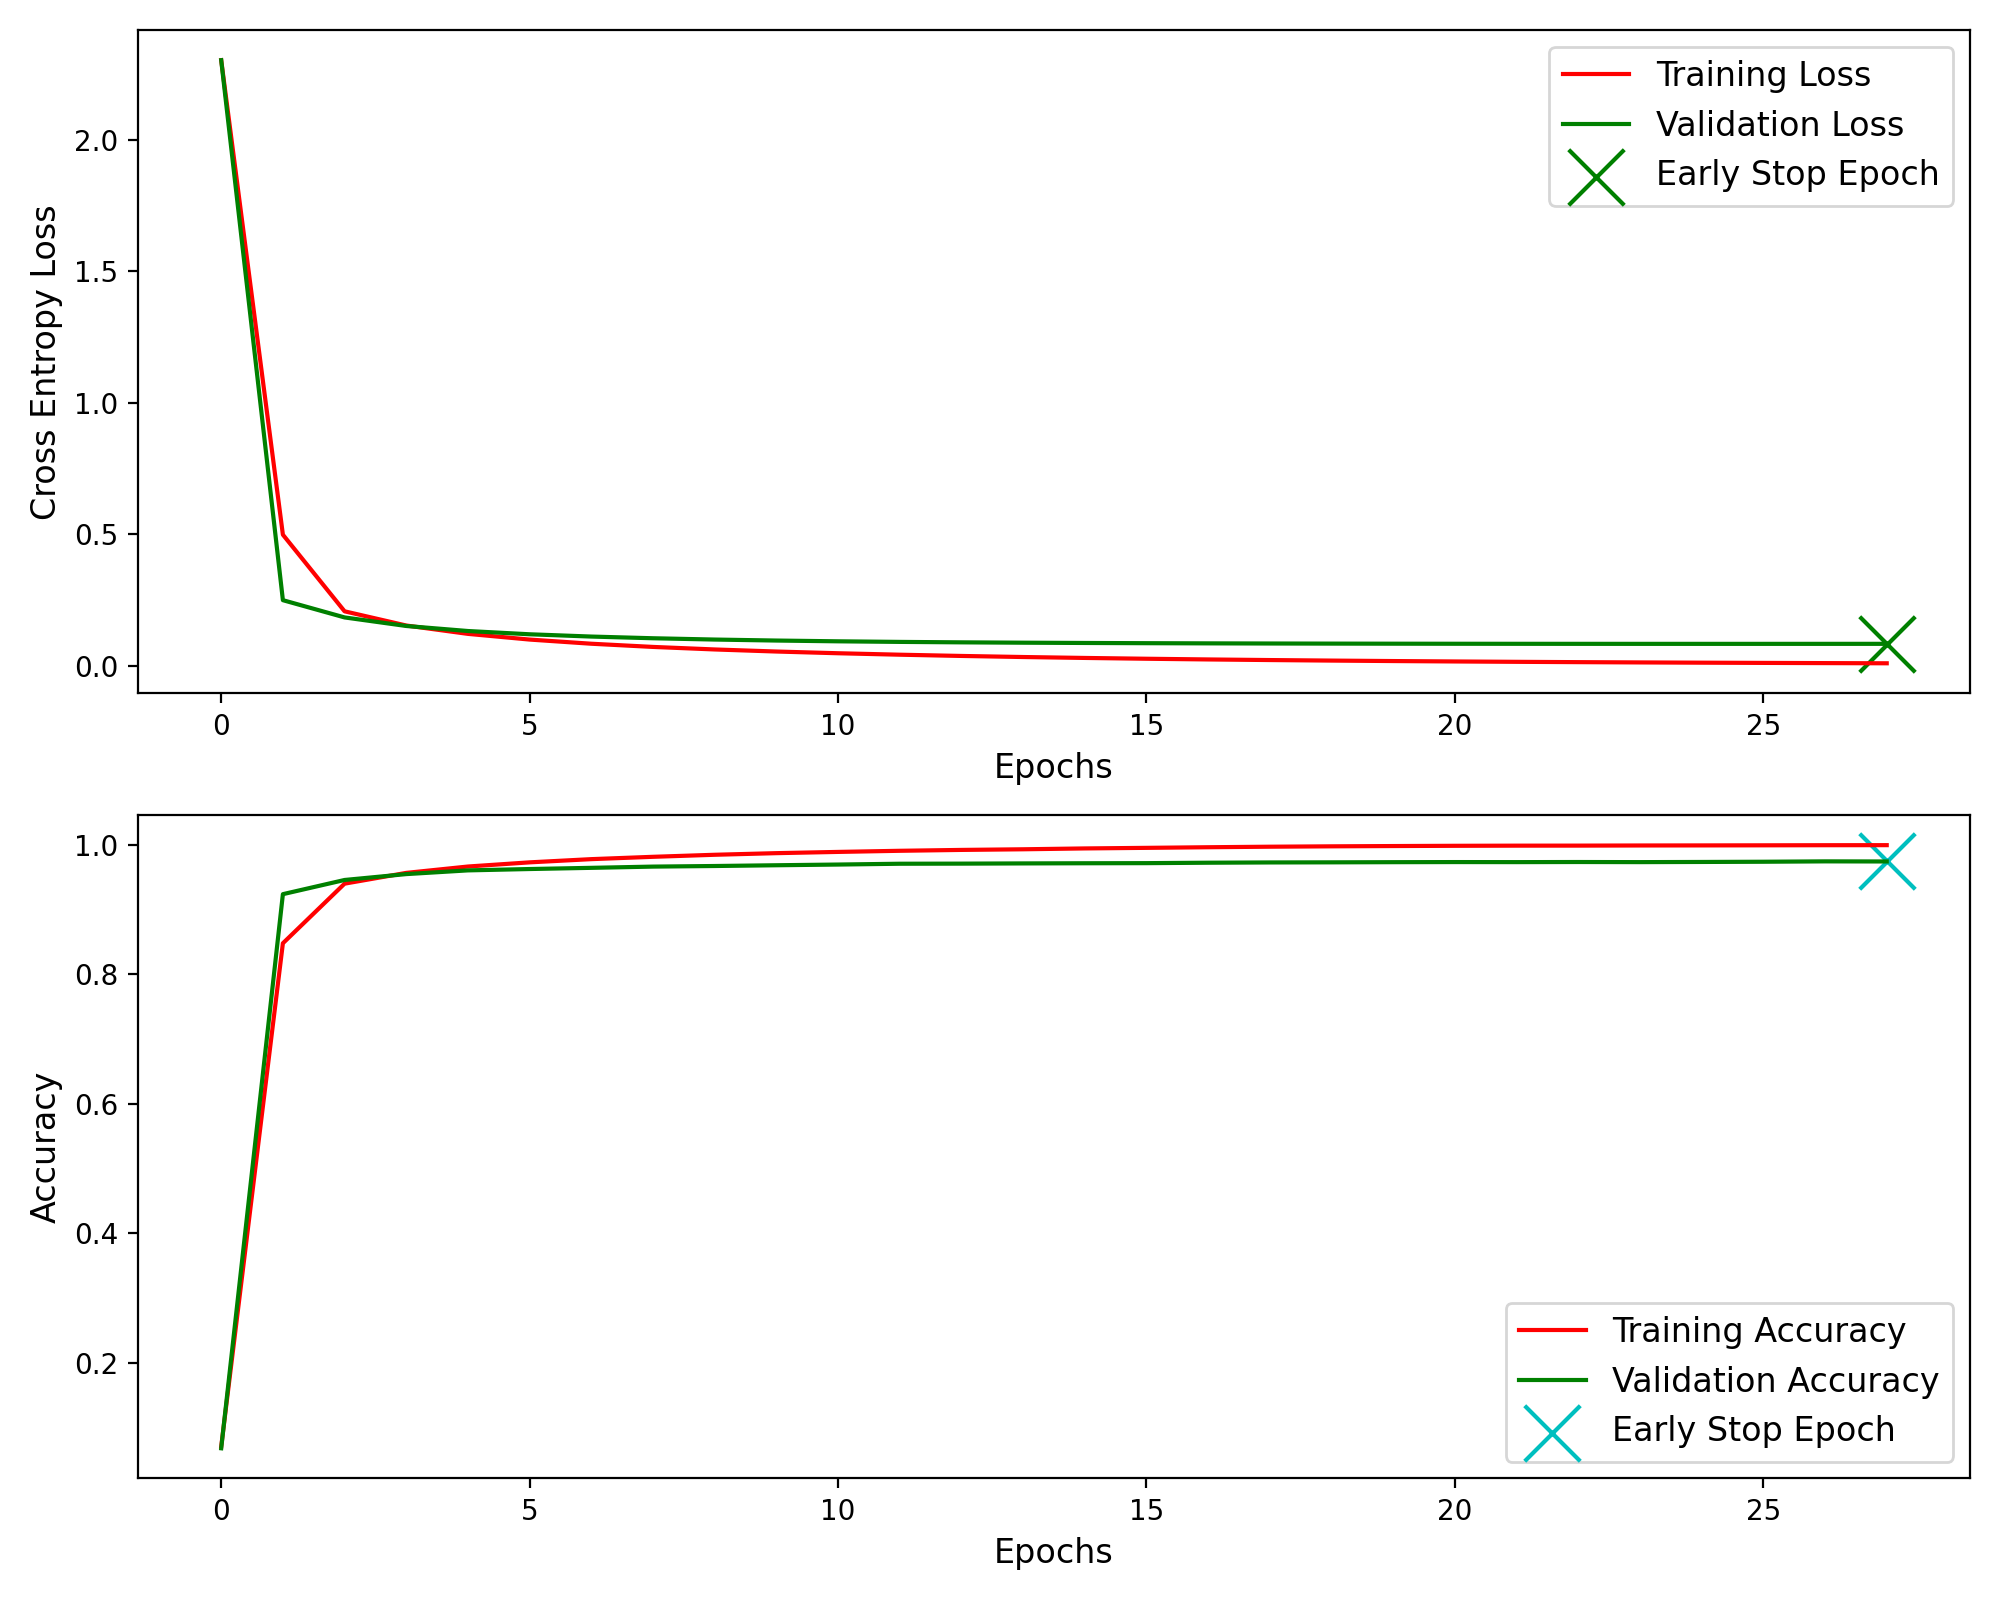 Training Loss
Validation Loss
Early Stop Epoch
Cross Entropy Loss
2.0
1.5
1.0
0.5
0.0
0 5 10 15 20 25
Epochs
1.0
0.8
0.6
0.4
0.2
Accuracy
Training Accuracy
Validation Accuracy
Early Stop Epoch
0 5 10 15 20 25
Epochs